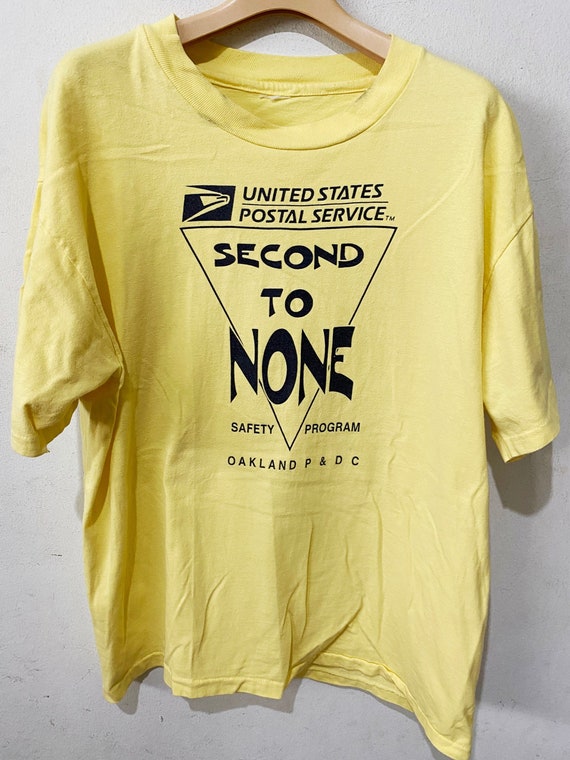 UNITED STATES
POSTAL SERVICE™
SECOND
TO
NONE
SAFETY PROGRAM
OAKLAND P & D C